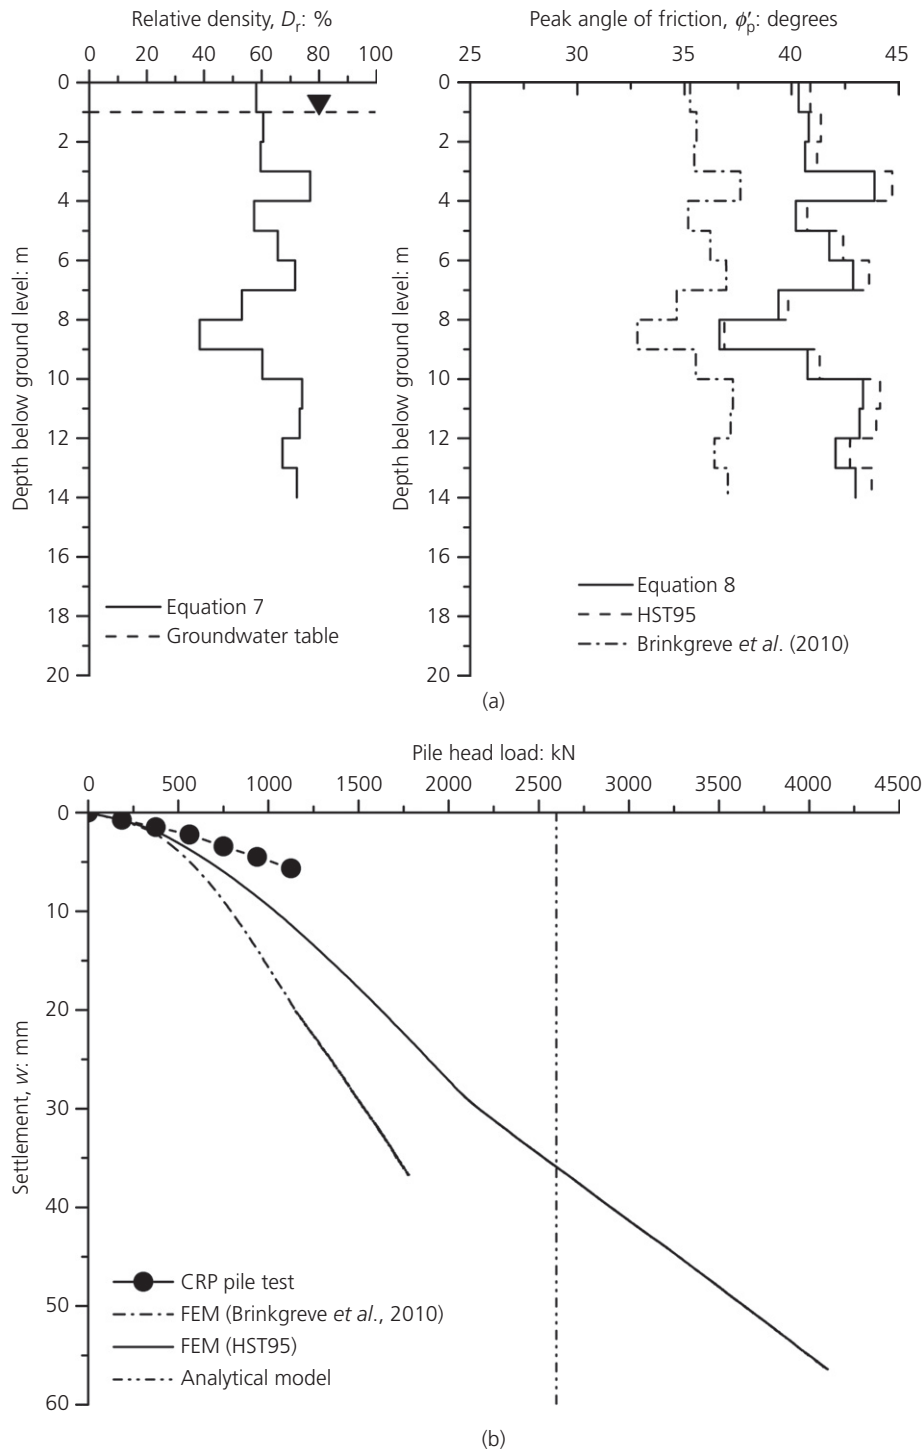 Relative density, Dr: %
0 20 40 60 80 100
Depth below ground level: m
0
2
4
6
8
10
12
14
16
18
20
Equation 7
Groundwater table
Peak angle of friction, ϕ′p: degrees
25 30 35 40 45
Depth below ground level: m
0
2
4
6
8
10
12
14
16
18
20
Equation 8
HST95
Brinkgreve et al. (2010)
(a)
Pile head load: kN
0 500 1000 1500 2000 2500 3000 3500 4000 4500
Settlement, w: mm
0
10
20
30
40
50
60
CRP pile test
FEM (Brinkgreve et al., 2010)
FEM (HST95)
Analytical model
(b)